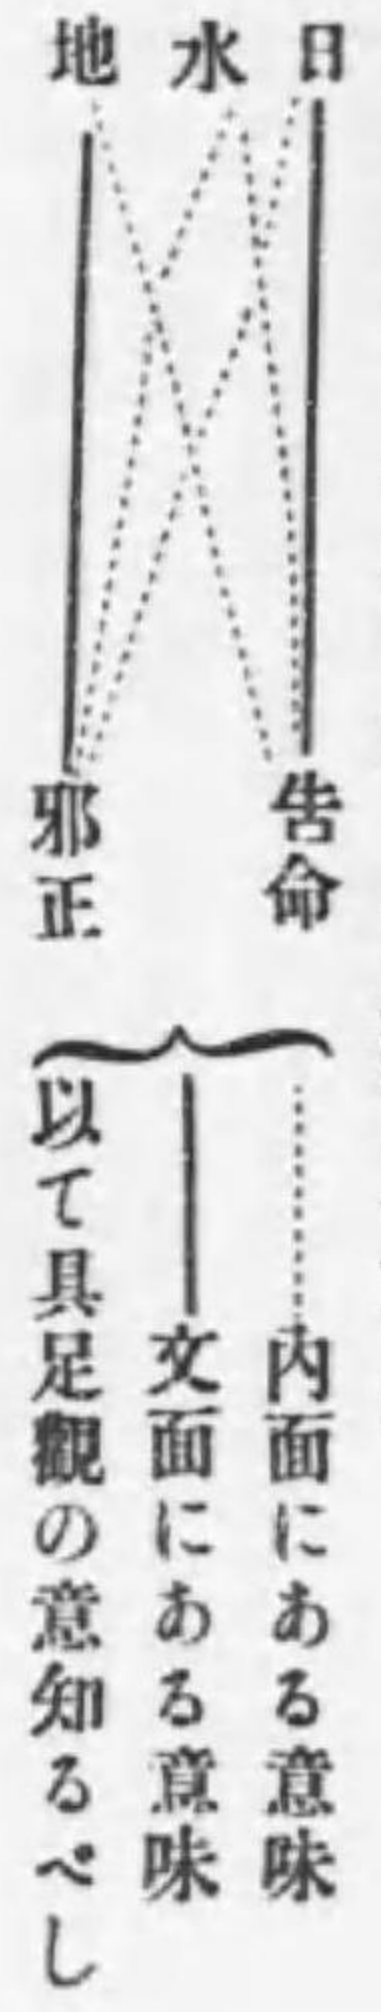 日
水
地
告命
邪正
内面にある意味
文面にある意味
以て具足觀の意知るべし